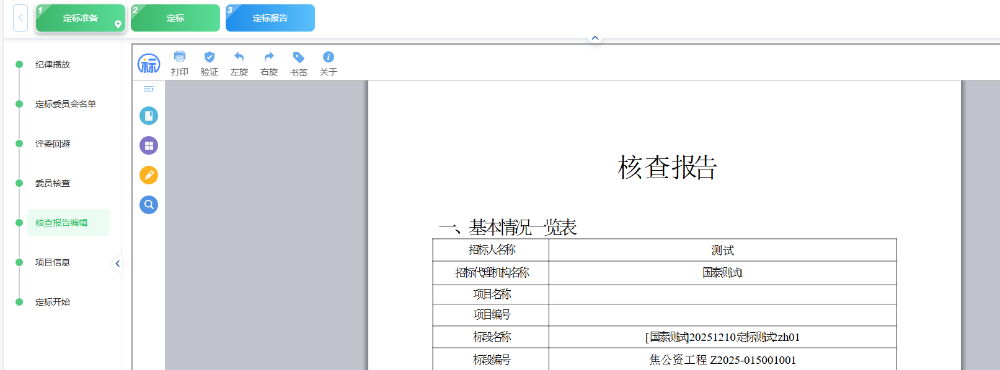 1 定标准备
2 定标
3 定标报告
纪律播放
定标委员会名单
评委回避
委员核查
核查报告编辑
项目信息
定标开始
标
打印 验证 左旋 右旋 书签 关于
核查报告
一、基本情况一览表
招标人名称 测试
招标代理机构名称 国泰测试1
项目名称
项目编号
标段名称 [国泰测试]20251210定标测试2zh01
标段编号 焦公资工程 Z2025-015001001